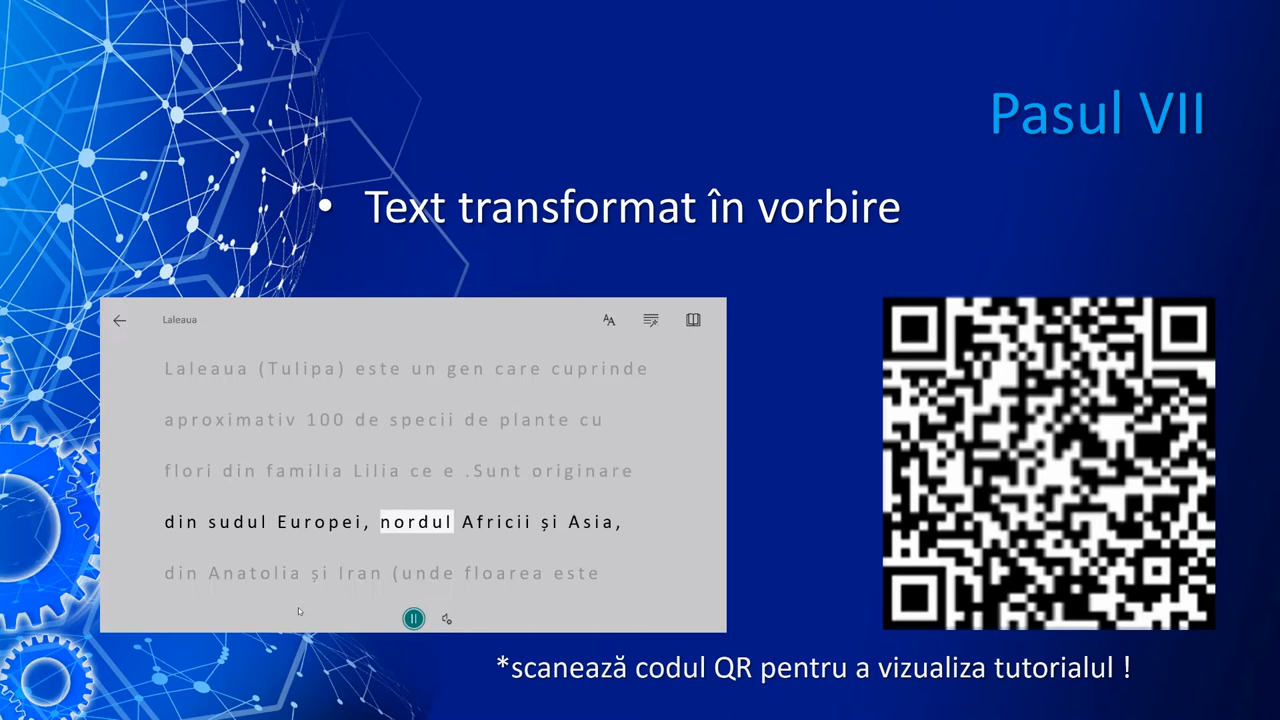 Pasul VII
• Text transformat în vorbire
Laleaua
AA
Laleaua (Tulipa) este un gen care cuprinde
aproximativ 100 de specii de plante cu
flori din familia Lilia ce e .Sunt originare
din sudul Europei, nordul Africii și Asia,
din Anatolia și Iran (unde floarea este
*scanează codul QR pentru a vizualiza tutorialul !